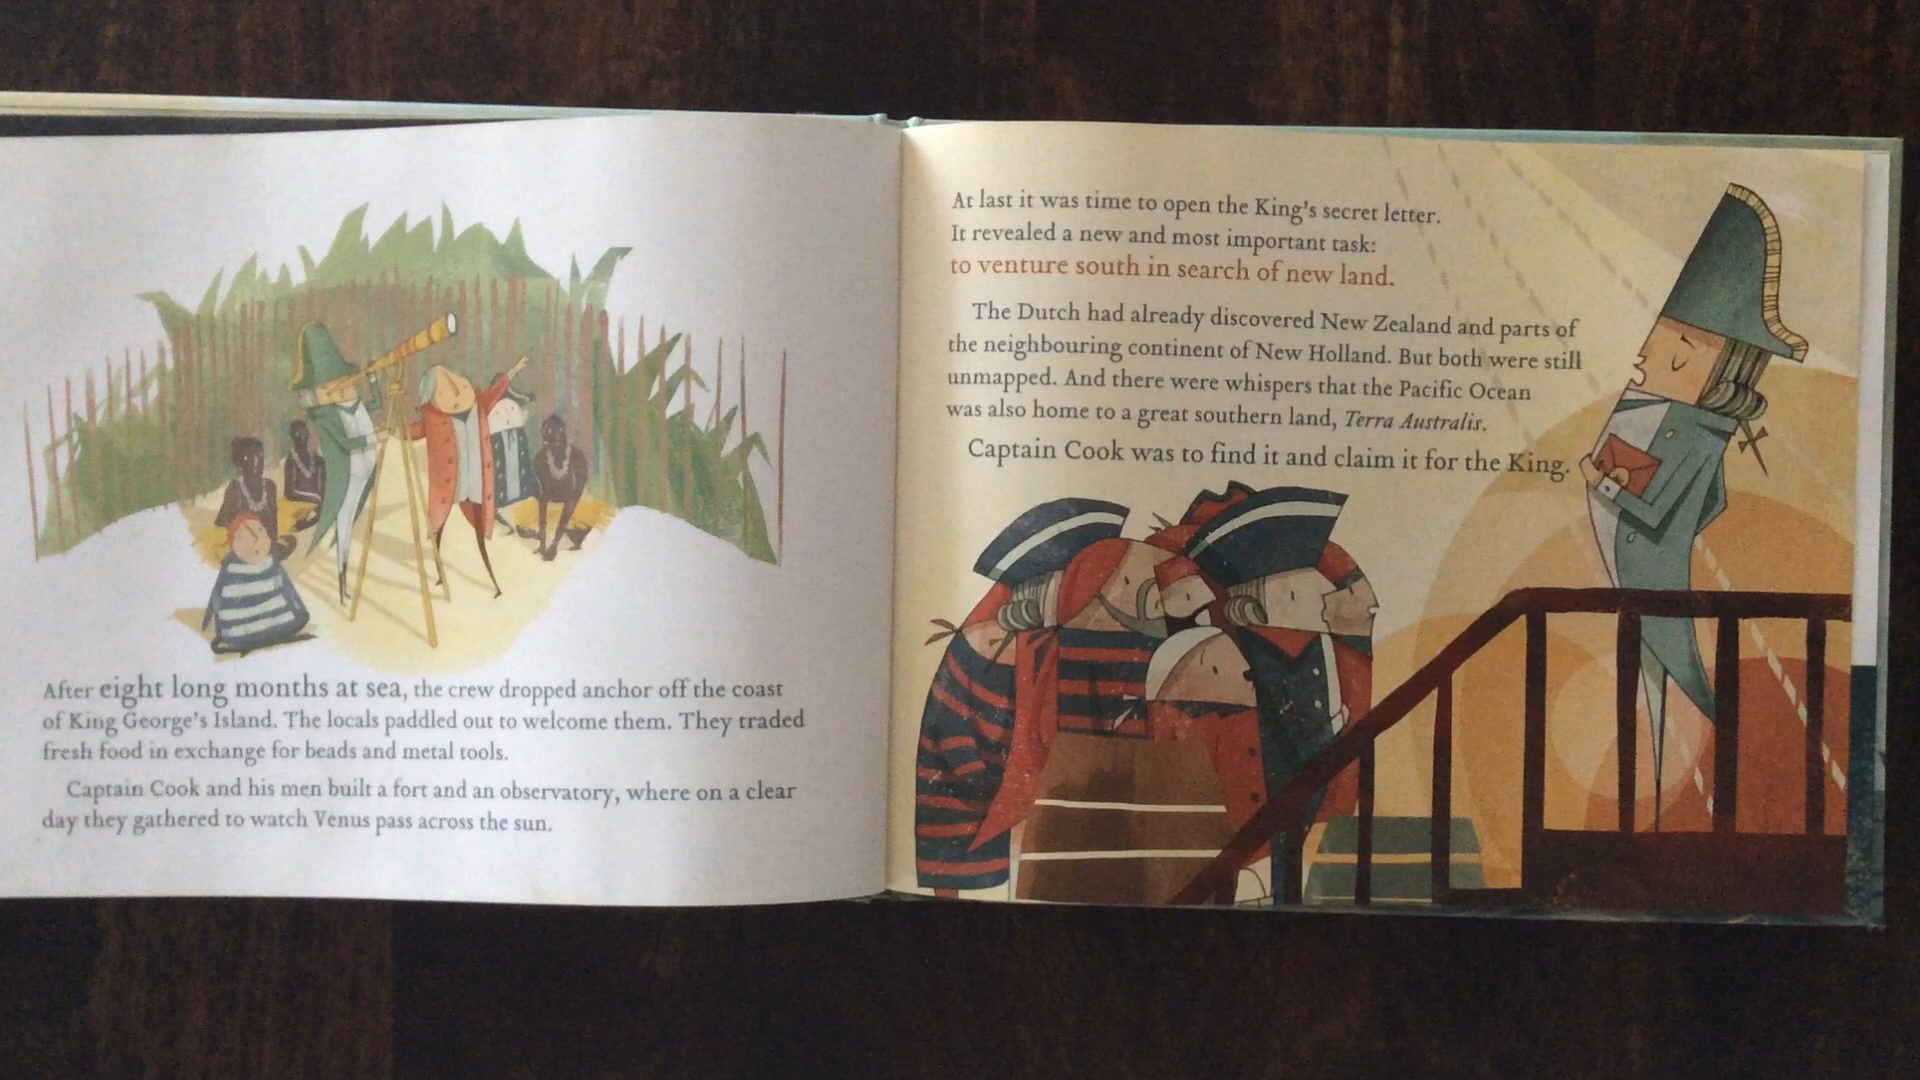 After eight long months at sea, the crew dropped anchor off the coast
of King George's Island. The locals paddled out to welcome them. They traded
fresh food in exchange for beads and metal tools.
Captain Cook and his men built a fort and an observatory, where on a clear
day they gathered to watch Venus pass across the sun.
At last it was time to open the King's secret letter.
It revealed a new and most important task:
to venture south in search of new land.
The Dutch had already discovered New Zealand and parts of
the neighbouring continent of New Holland. But both were still
unmapped. And there were whispers that the Pacific Ocean
was also home to a great southern land, Terra Australis.
Captain Cook was to find it and claim it for the King.